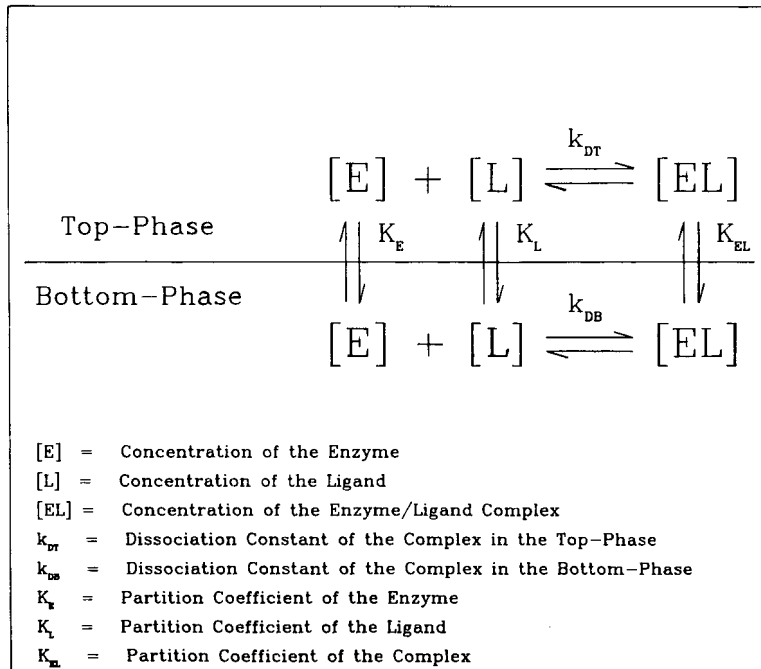 k_DT
[E] + [L] ⇌ [EL]
Top-Phase
K_E K_L K_EL
Bottom-Phase
k_DB
[E] + [L] ⇌ [EL]
[E] = Concentration of the Enzyme
[L] = Concentration of the Ligand
[EL] = Concentration of the Enzyme/Ligand Complex
k_DT = Dissociation Constant of the Complex in the Top-Phase
k_DB = Dissociation Constant of the Complex in the Bottom-Phase
K_E = Partition Coefficient of the Enzyme
K_L = Partition Coefficient of the Ligand
K_EL = Partition Coefficient of the Complex